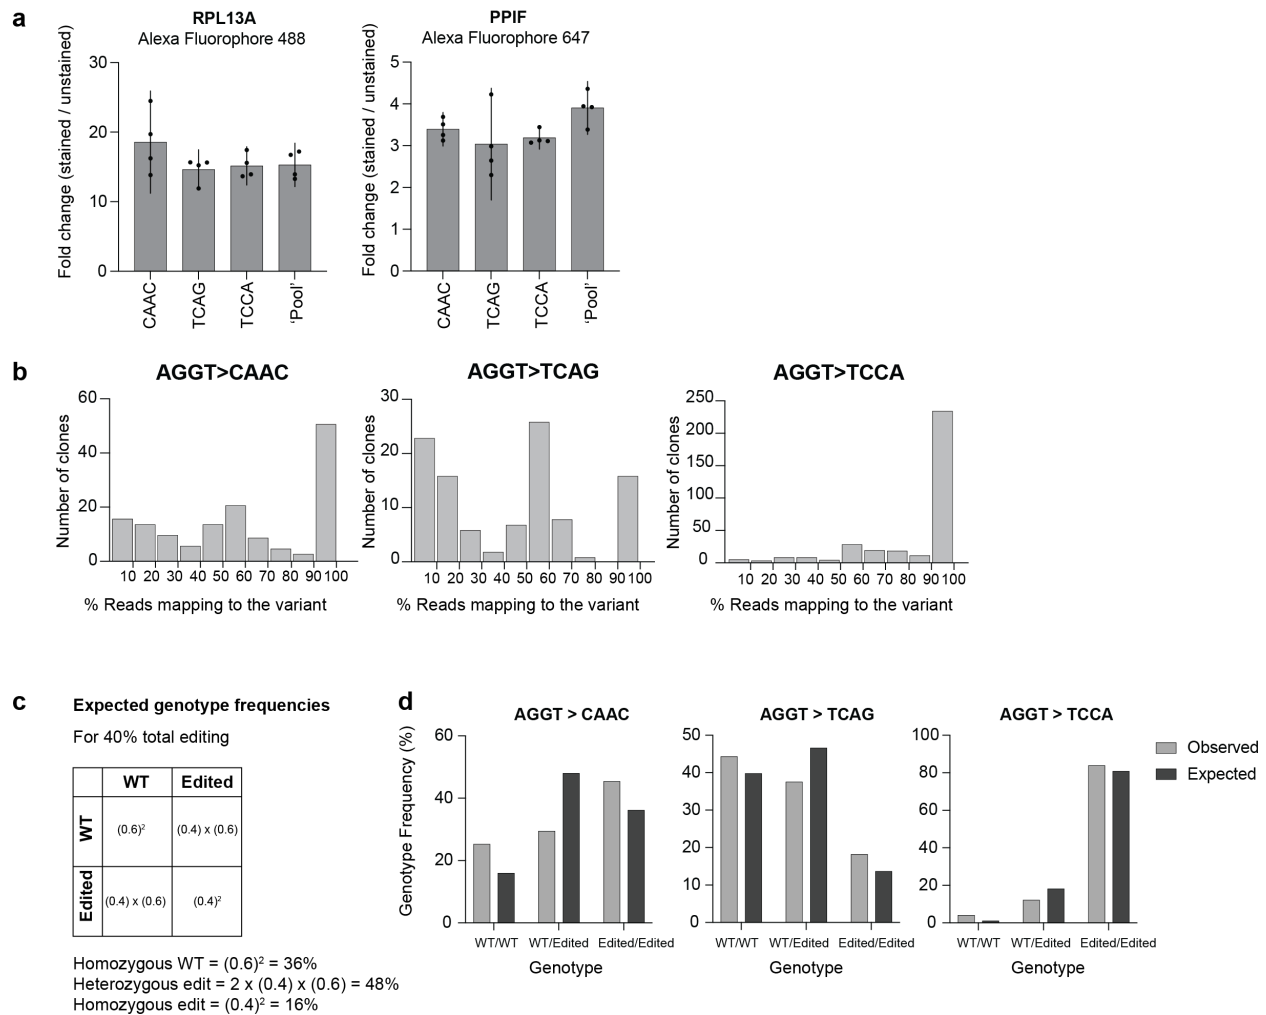 a
RPL13A
Alexa Fluorophore 488
Fold change (stained / unstained)
30
20
10
0
CAAC
TCAG
TCCA
‘Pool’
PPIF
Alexa Fluorophore 647
Fold change (stained / unstained)
5
4
3
2
1
0
CAAC
TCAG
TCCA
‘Pool’
b
AGGT>CAAC
Number of clones
60
40
20
0
10 20 30 40 50 60 70 80 90 100
% Reads mapping to the variant
AGGT>TCAG
Number of clones
30
20
10
0
10 20 30 40 50 60 70 80 90 100
% Reads mapping to the variant
AGGT>TCCA
Number of clones
250
200
150
100
50
0
10 20 30 40 50 60 70 80 90 100
% Reads mapping to the variant
c
Expected genotype frequencies
For 40% total editing
WT Edited
WT (0.6)² (0.4) x (0.6)
Edited (0.4) x (0.6) (0.4)²
Homozygous WT = (0.6)² = 36%
Heterozygous edit = 2 x (0.4) x (0.6) = 48%
Homozygous edit = (0.4)² = 16%
d
AGGT > CAAC
Genotype Frequency (%)
60
40
20
0
WT/WT WT/Edited Edited/Edited
Genotype
AGGT > TCAG
50
40
30
20
10
0
WT/WT WT/Edited Edited/Edited
Genotype
AGGT > TCCA
100
80
60
40
20
0
WT/WT WT/Edited Edited/Edited
Genotype
Observed
Expected